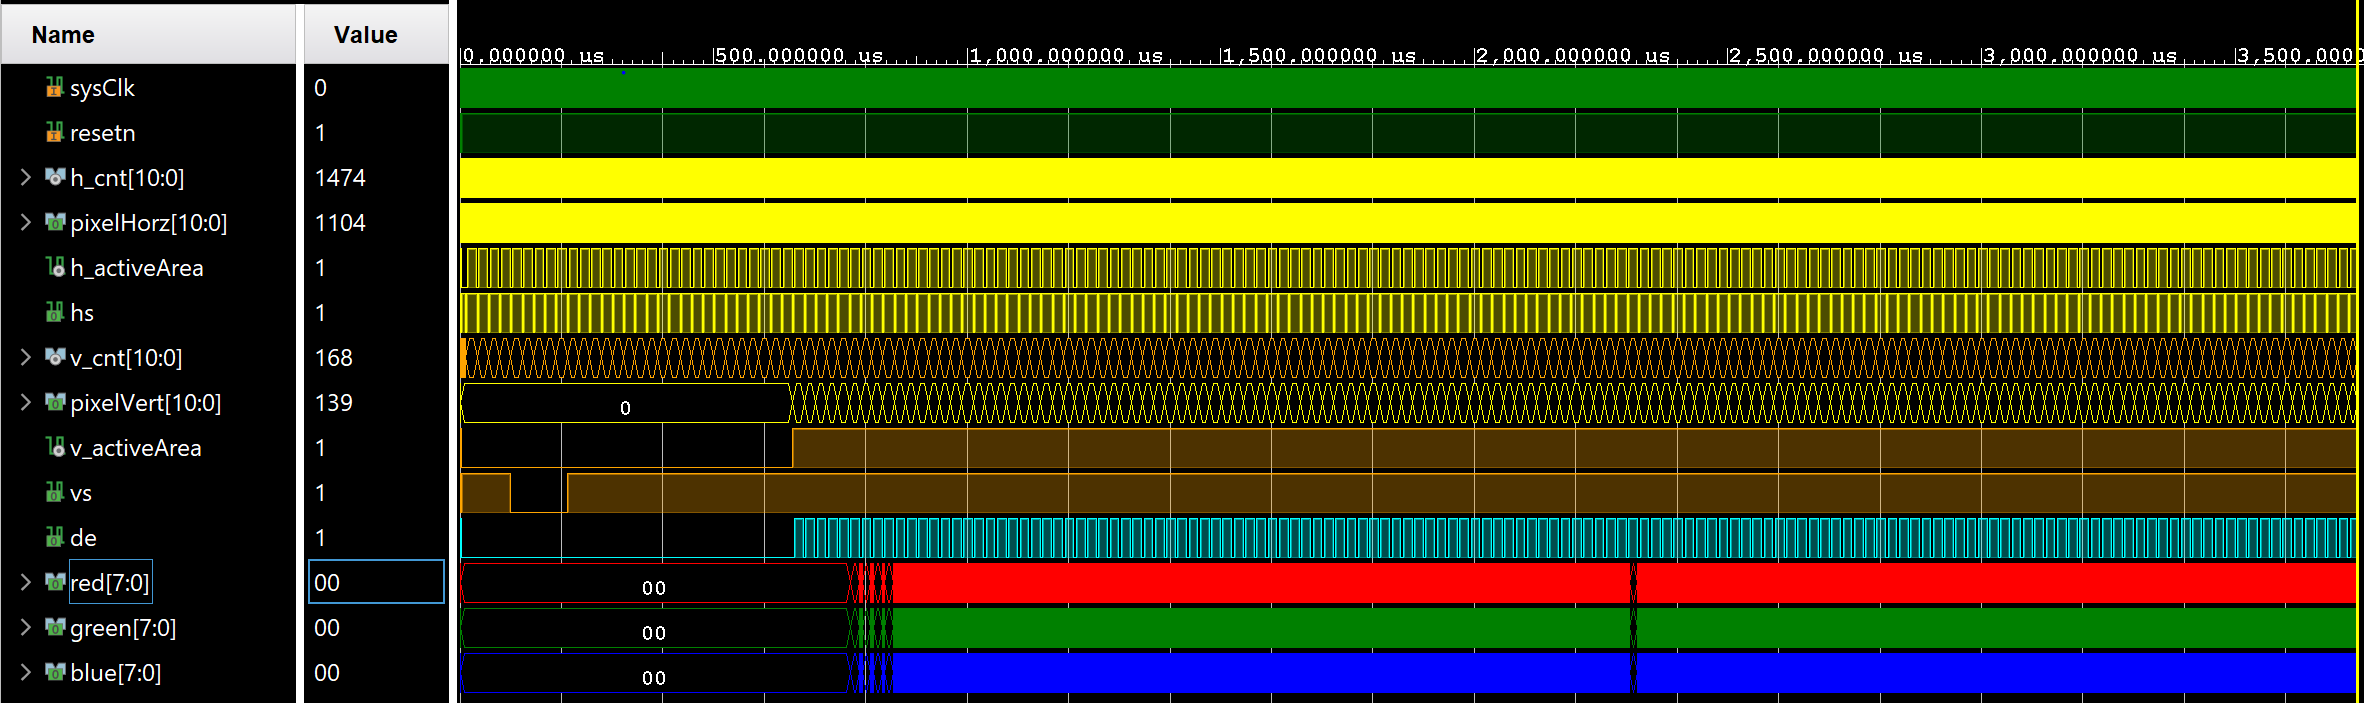 Name Value
0.000000 us 500.000000 us 1,000.000000 us 1,500.000000 us 2,000.000000 us 2,500.000000 us 3,000.000000 us 3,500.0000
sysClk 0
resetn 1
h_cnt[10:0] 1474
pixelHorz[10:0] 1104
h_activeArea 1
hs 1
v_cnt[10:0] 168
pixelVert[10:0] 139 0
v_activeArea 1
vs 1
de 1
red[7:0] 00 00
green[7:0] 00 00
blue[7:0] 00 00